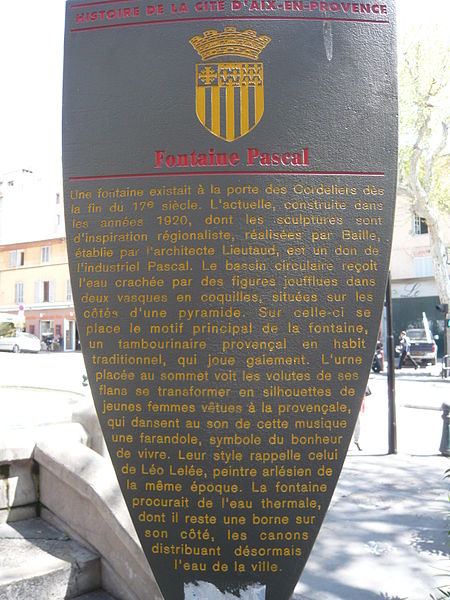 HISTOIRE DE LA CITÉ D'AIX-EN-PROVENCE
Fontaine Pascal
Une fontaine existait à la porte des Cordeliers dès
la fin du 17e siècle. L'actuelle, construite dans
les années 1920, dont les sculptures sont
d'inspiration régionaliste, réalisées par Baille,
établie par l'architecte Lieutaud, est un don de
l'industriel Pascal. Le bassin circulaire reçoit
l'eau crachée par des figures joufflues dans
deux vasques en coquilles, situées sur les
côtés d'une pyramide. Sur celle-ci se
place le motif principal de la fontaine,
un tambourinaire provençal en habit
traditionnel, qui joue gaiement. L'urne
placée au sommet voit les volutes de ses
flans se transformer en silhouettes de
jeunes femmes vêtues à la provençale,
qui dansent au son de cette musique
une farandole, symbole du bonheur
de vivre. Leur style rappelle celui
de Léo Lelée, peintre arlésien de
la même époque. La fontaine
procurait de l'eau thermale,
dont il reste une borne sur
son côté, les canons
distribuant désormais
l'eau de la ville.